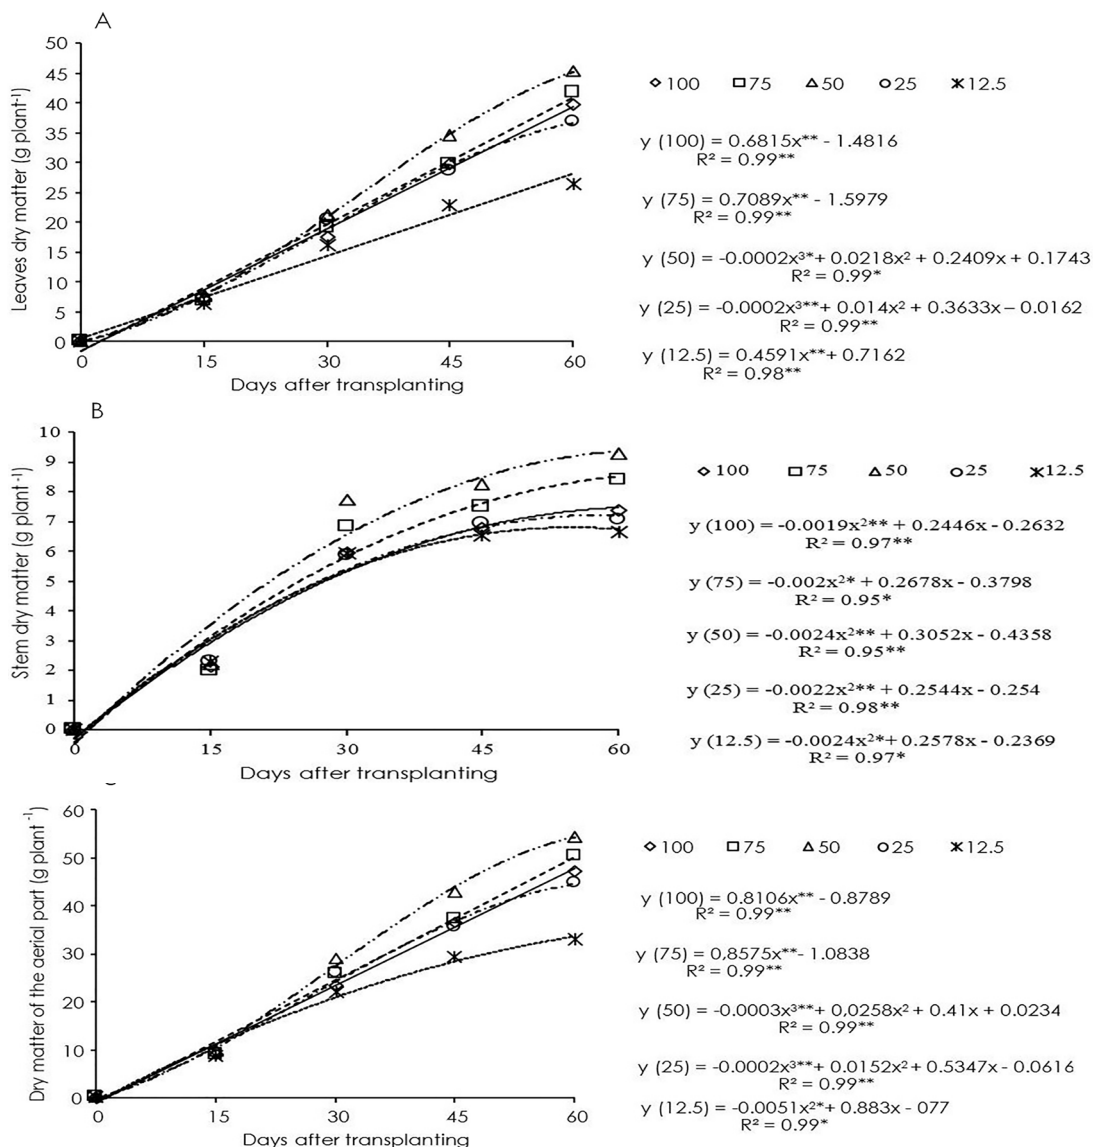 A
50
45
40
35
30
25
20
15
10
5
0
Leaves dry matter (g plant⁻¹)
0 15 30 45 60
Days after transplanting
100 75 50 25 12.5
y (100) = 0.6815x** - 1.4816
R² = 0.99**
y (75) = 0.7089x** - 1.5979
R² = 0.99**
y (50) = -0.0002x³*+ 0.0218x² + 0.2409x + 0.1743
R² = 0.99*
y (25) = -0.0002x³**+ 0.014x² + 0.3633x– 0.0162
R² = 0.99**
y (12.5) = 0.4591x**+ 0.7162
R² = 0.98**
B
10
9
8
7
6
5
4
3
2
1
0
Stem dry matter (g plant⁻¹)
0 15 30 45 60
Days after transplanting
100 75 50 25 12.5
y (100) = -0.0019x²** + 0.2446x - 0.2632
R² = 0.97**
y (75) = -0.002x²* + 0.2678x - 0.3798
R² = 0.95*
y (50) = -0.0024x²** + 0.3052x - 0.4358
R² = 0.95**
y (25) = -0.0022x²** + 0.2544x - 0.254
R² = 0.98**
y (12.5) = -0.0024x²*+ 0.2578x - 0.2369
R² = 0.97*
60
50
40
30
20
10
0
Dry matter of the aerial part (g plant⁻¹)
0 15 30 45 60
Days after transplanting
100 75 50 25 12.5
y (100) = 0.8106x** - 0.8789
R² = 0.99**
y (75) = 0.8575x**- 1.0838
R² = 0.99**
y (50) = -0.0003x³**+ 0.0258x² + 0.41x + 0.0234
R² = 0.99**
y (25) = -0.0002x³**+ 0.0152x² + 0.5347x - 0.0616
R² = 0.99**
y (12.5) = -0.0051x²*+ 0.883x - 077
R² = 0.99*